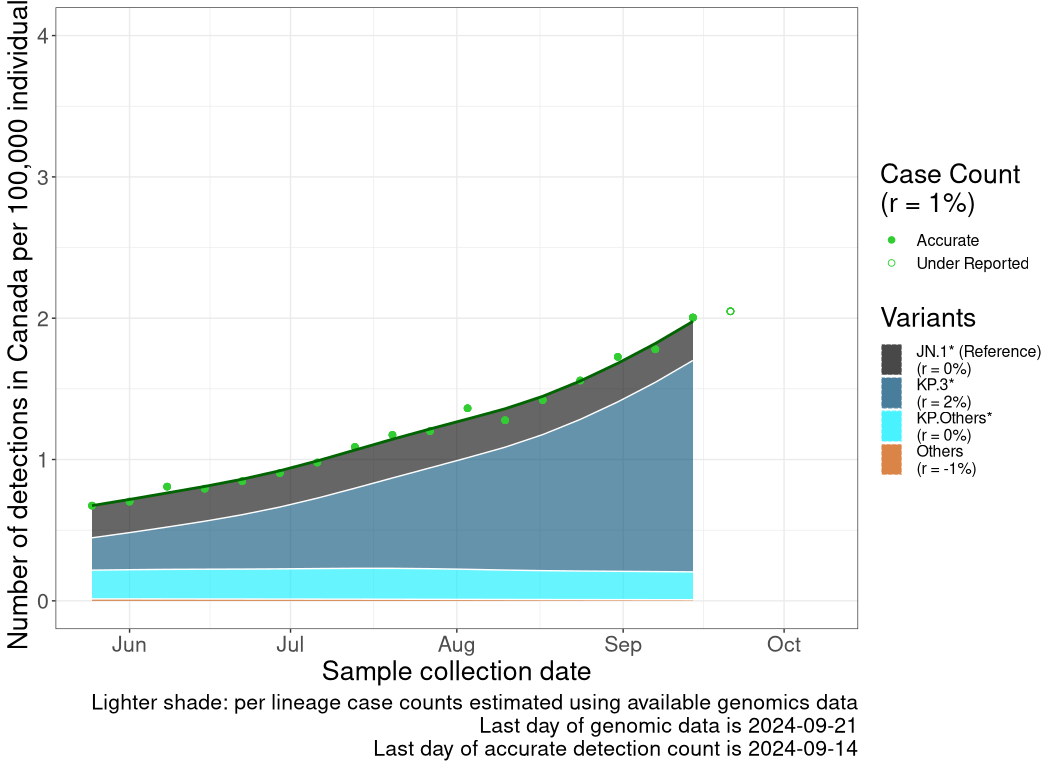 Number of detections in Canada per 100,000 individual
4
3
2
1
0
Jun
Jul
Aug
Sep
Oct
Sample collection date
Lighter shade: per lineage case counts estimated using available genomics data
Last day of genomic data is 2024-09-21
Last day of accurate detection count is 2024-09-14
Case Count
(r = 1%)
Accurate
Under Reported
Variants
JN.1* (Reference)
(r = 0%)
KP.3*
(r = 2%)
KP.Others*
(r = 0%)
Others
(r = -1%)